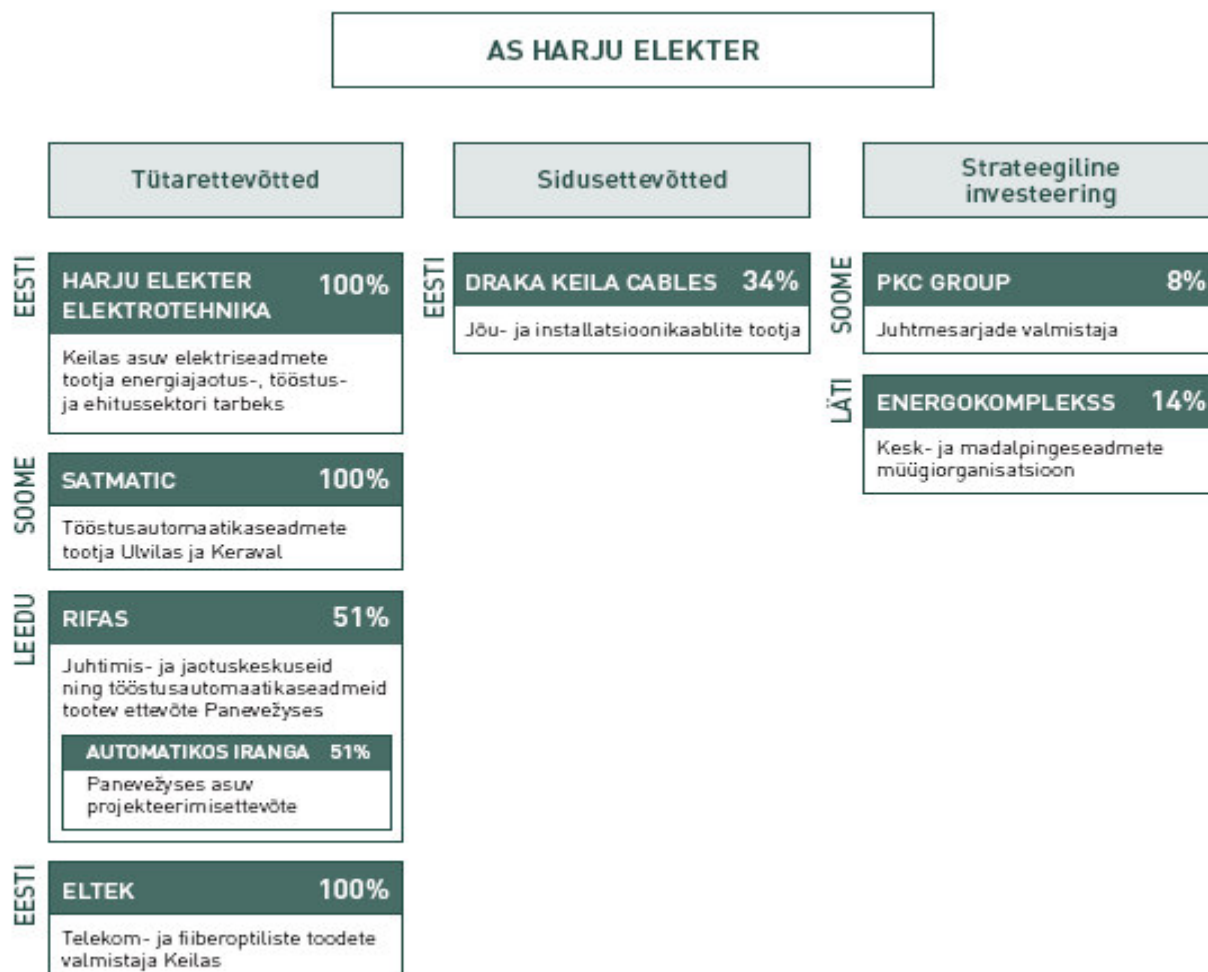 AS HARJU ELEKTER
Tütarettevõtted
EESTI
HARJU ELEKTER 100%
ELEKTROTEHNIKA
Keilas asuv elektriseadmete
tootja energiajaotus-, tööstus-
ja ehitussektori tarbeks
SOOME
SATMATIC 100%
Tööstusautomaatikaseadmete
tootja Ulvilas ja Keraval
LEEDU
RIFAS 51%
Juhtimis- ja jaotuskeskuseid
ning tööstusautomaatikaseadmeid
tootev ettevõte Panevežyses
AUTOMATIKOS IRANGA 51%
Panevežyses asuv
projekteerimisettevõte
EESTI
ELTEK 100%
Telekom- ja fiiberoptiliste toodete
valmistaja Keilas
Sidusettevõtted
EESTI
DRAKA KEILA CABLES 34%
Jõu- ja installatsioonikaablite tootja
Strateegiline
investeering
SOOME
PKC GROUP 8%
Juhtmesarjade valmistaja
LÄTI
ENERGOKOMPLEKSS 14%
Kesk- ja madalpingeseadmete
müügiorganisatsioon